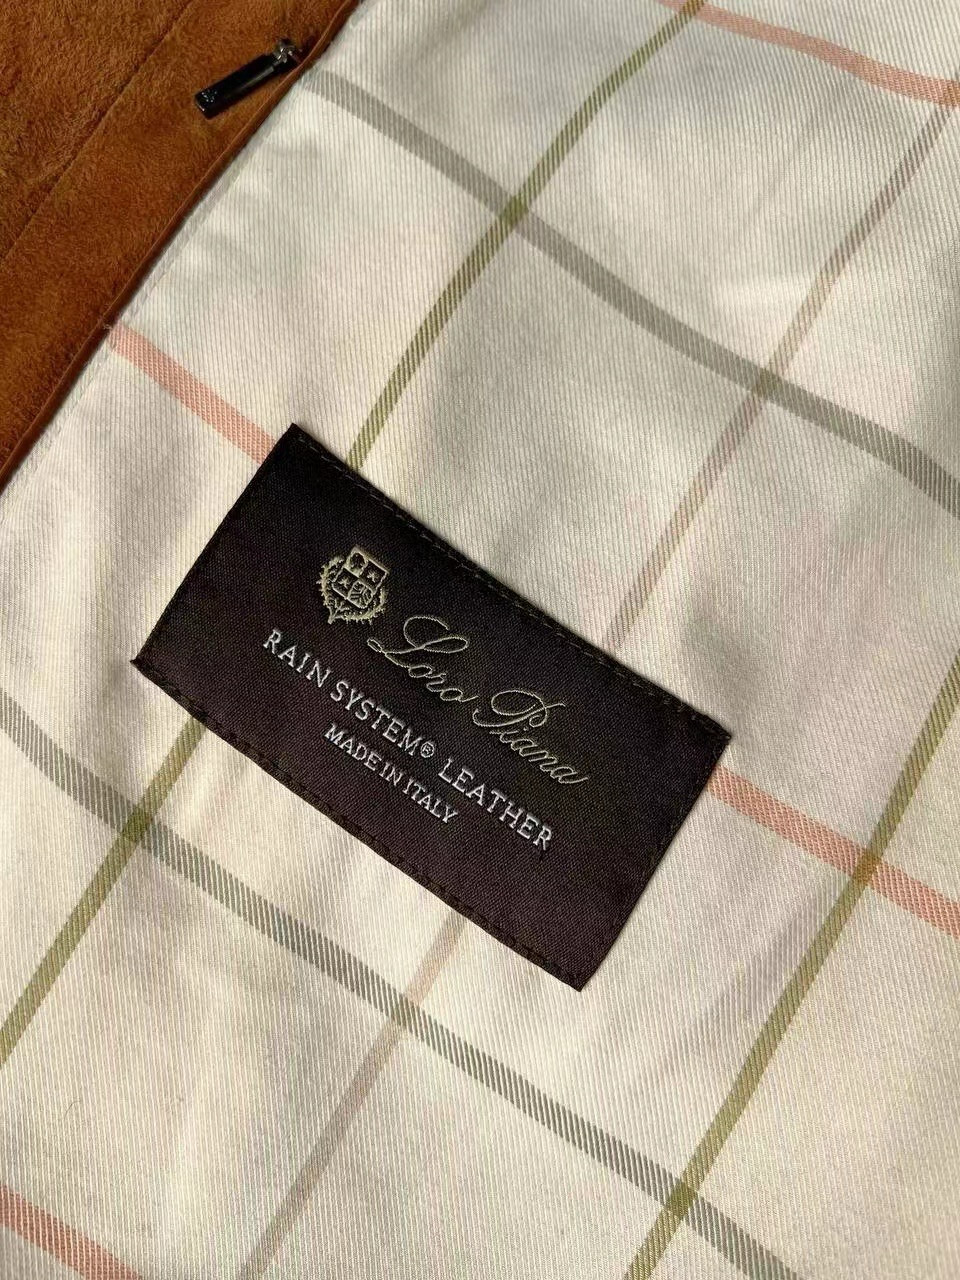 Loro Piana
RAIN SYSTEM® LEATHER
MADE IN ITALY